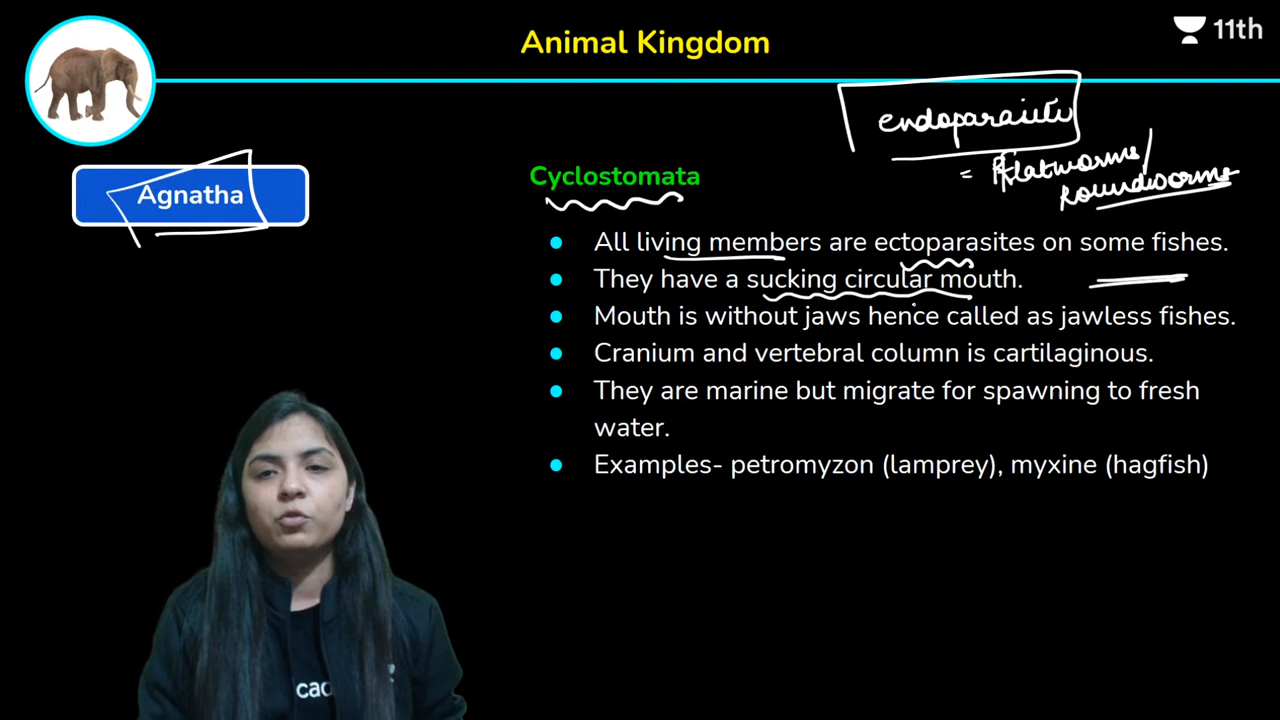 Animal Kingdom
11th
endoparasite
= flatworms/
Roundworms
Agnatha
Cyclostomata
All living members are ectoparasites on some fishes.
They have a sucking circular mouth.
Mouth is without jaws hence called as jawless fishes.
Cranium and vertebral column is cartilaginous.
They are marine but migrate for spawning to fresh
water.
Examples- petromyzon (lamprey), myxine (hagfish)